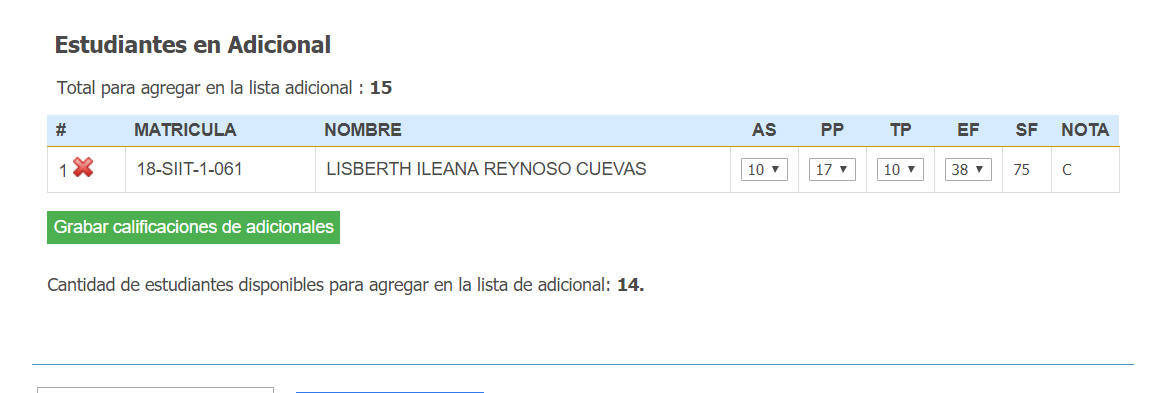 Estudiantes en Adicional
Total para agregar en la lista adicional : 15
# MATRICULA NOMBRE AS PP TP EF SF NOTA
1 18-SIIT-1-061 LISBERTH ILEANA REYNOSO CUEVAS 10 17 10 38 75 C
Grabar calificaciones de adicionales
Cantidad de estudiantes disponibles para agregar en la lista de adicional: 14.